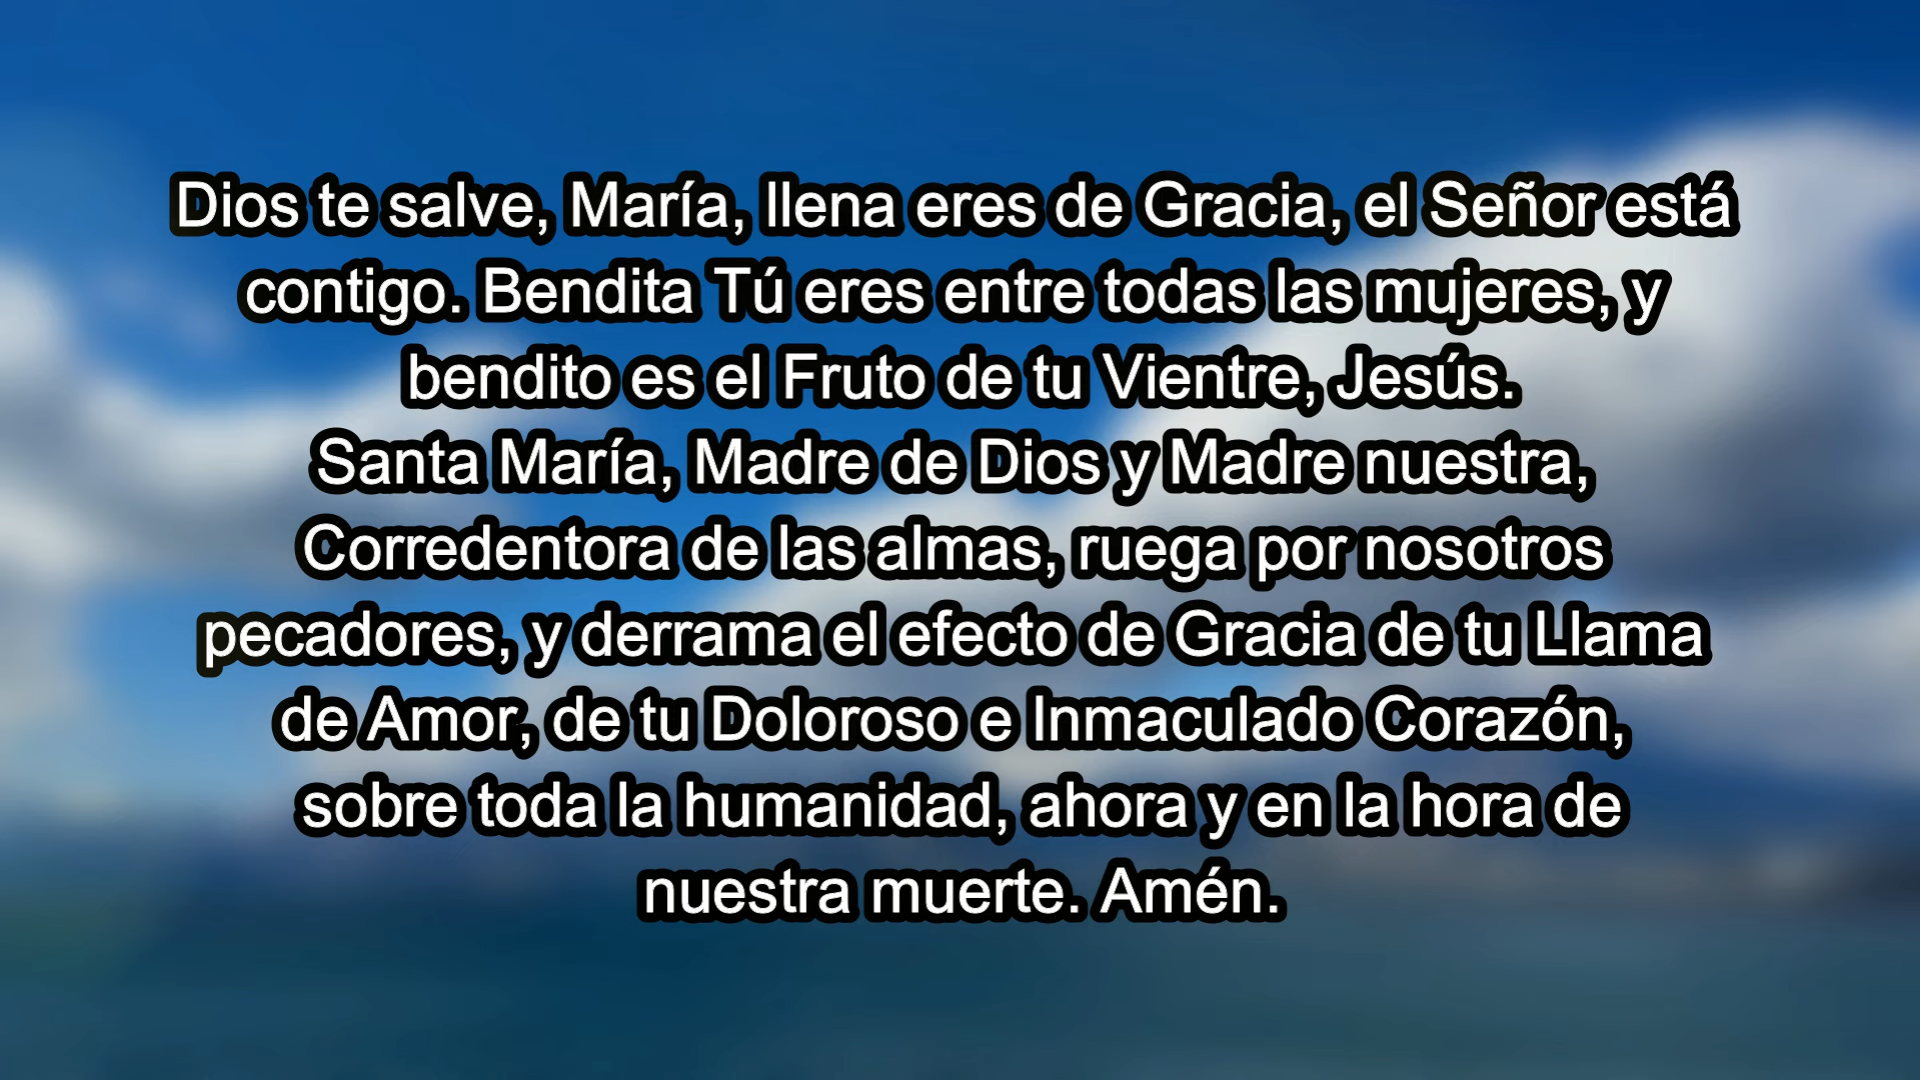 Dios te salve, María, llena eres de Gracia, el Señor está
contigo. Bendita Tú eres entre todas las mujeres, y
bendito es el Fruto de tu Vientre, Jesús.
Santa María, Madre de Dios y Madre nuestra,
Corredentora de las almas, ruega por nosotros
pecadores, y derrama el efecto de Gracia de tu Llama
de Amor, de tu Doloroso e Inmaculado Corazón,
sobre toda la humanidad, ahora y en la hora de
nuestra muerte. Amén.